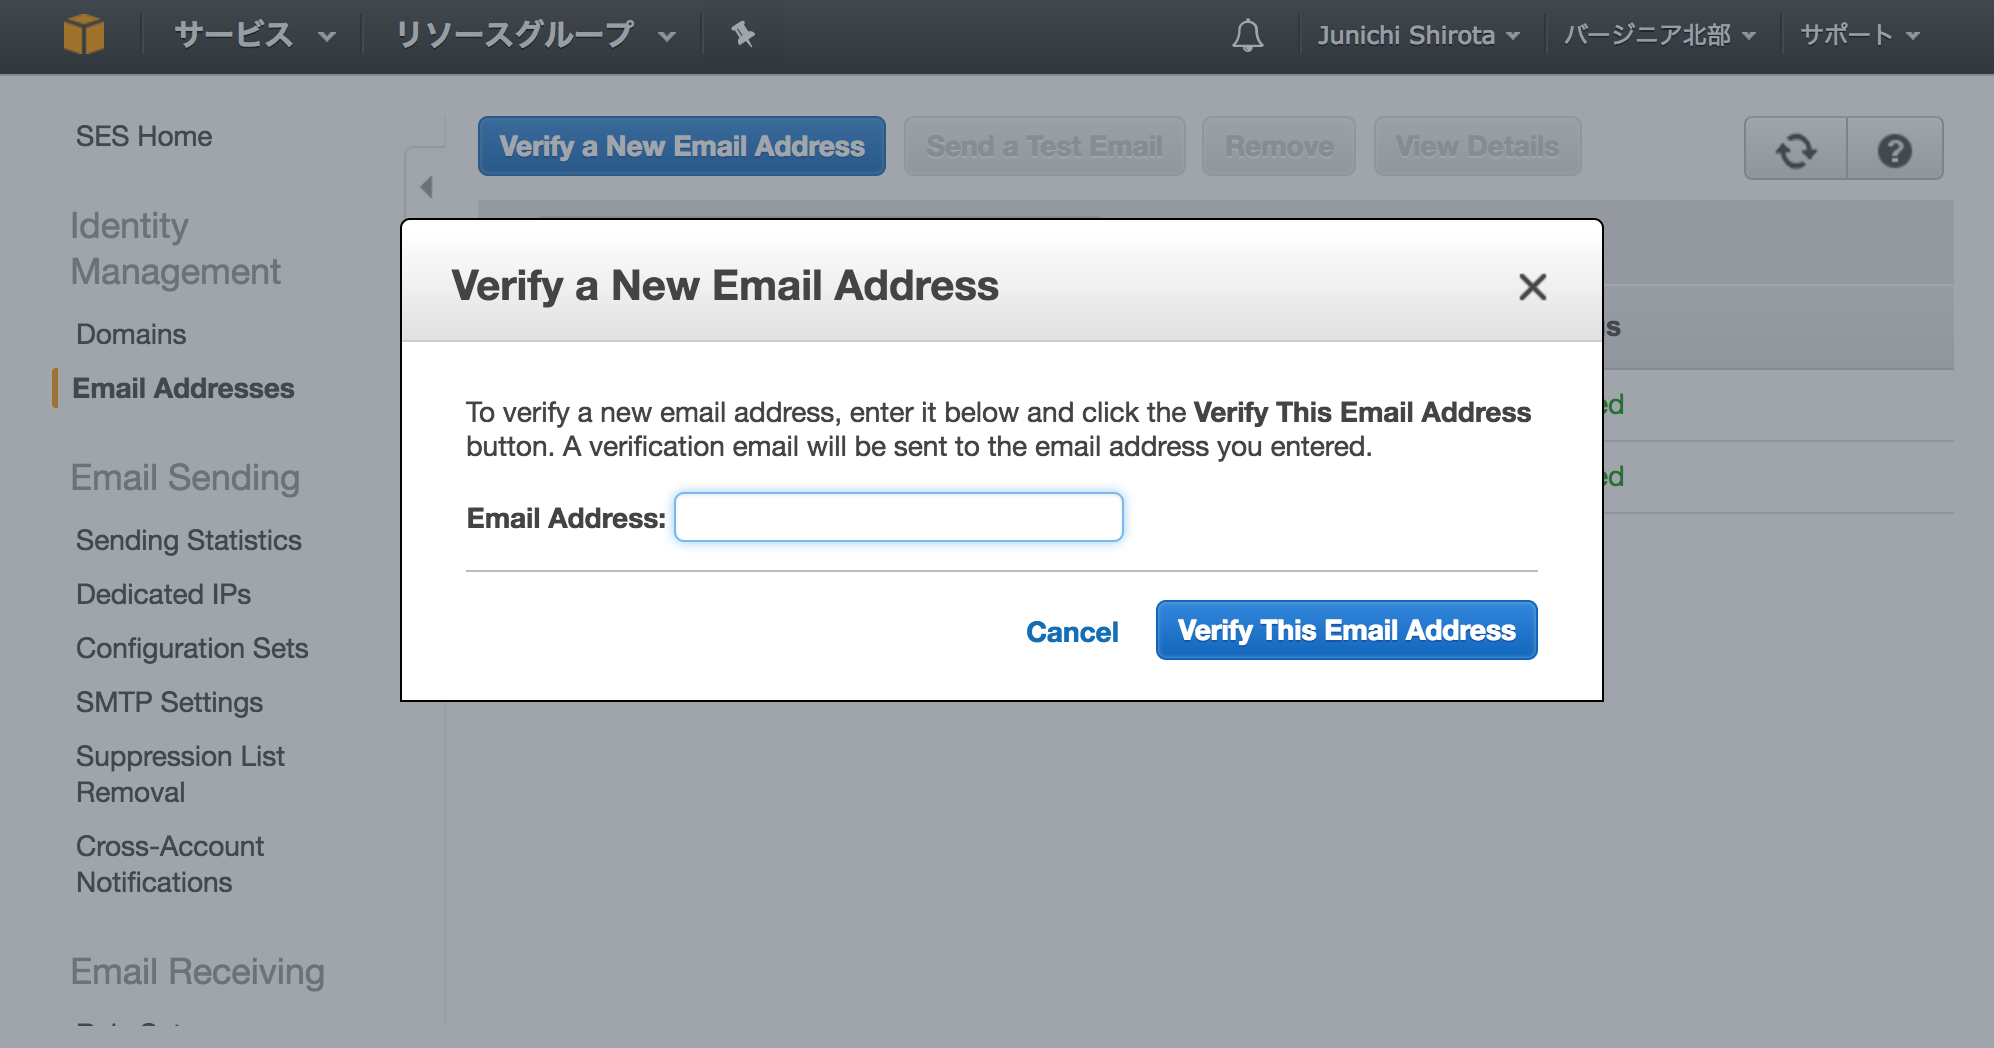 サービス リソースグループ Junichi Shirota バージニア北部 サポート
SES Home
Identity
Management
Domains
Email Addresses
Email Sending
Sending Statistics
Dedicated IPs
Configuration Sets
SMTP Settings
Suppression List
Removal
Cross-Account
Notifications
Email Receiving
Verify a New Email Address Send a Test Email Remove View Details
Verify a New Email Address
To verify a new email address, enter it below and click the Verify This Email Address
button. A verification email will be sent to the email address you entered.
Email Address:
Cancel Verify This Email Address
s
ed
ed